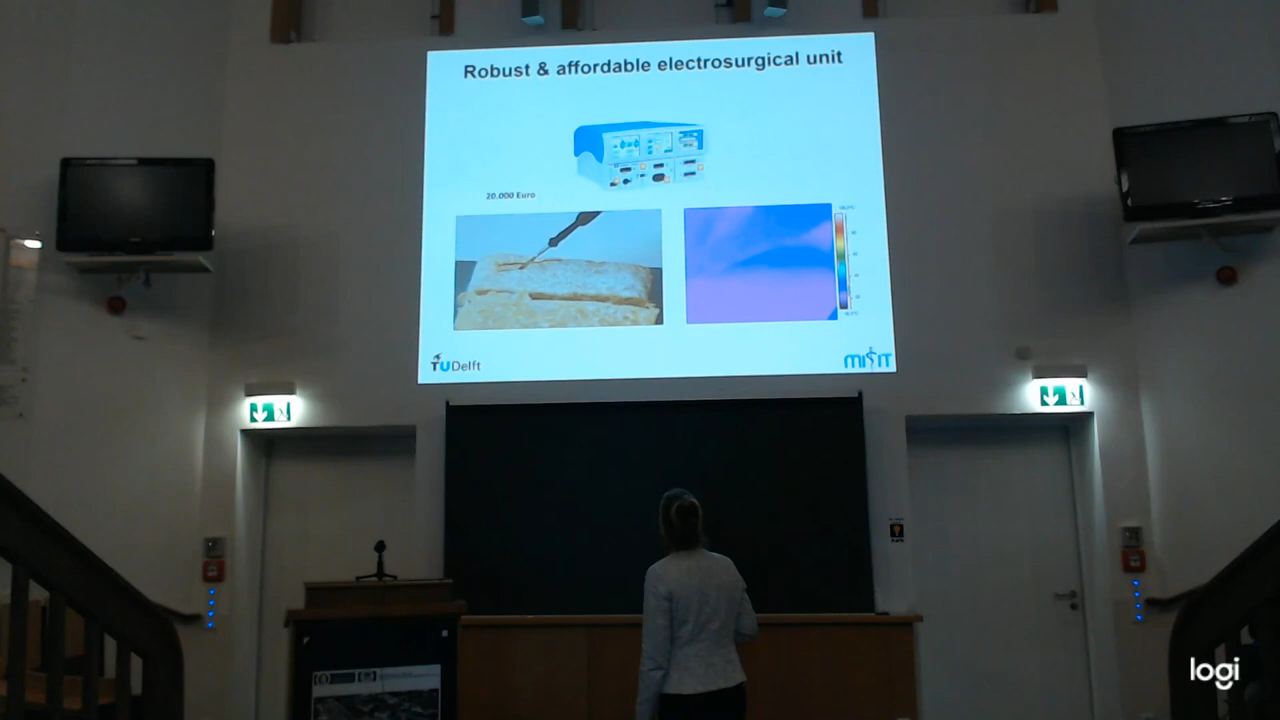 Robust & affordable electrosurgical unit
20.000 Euro
TUDelft
MISIT
logi